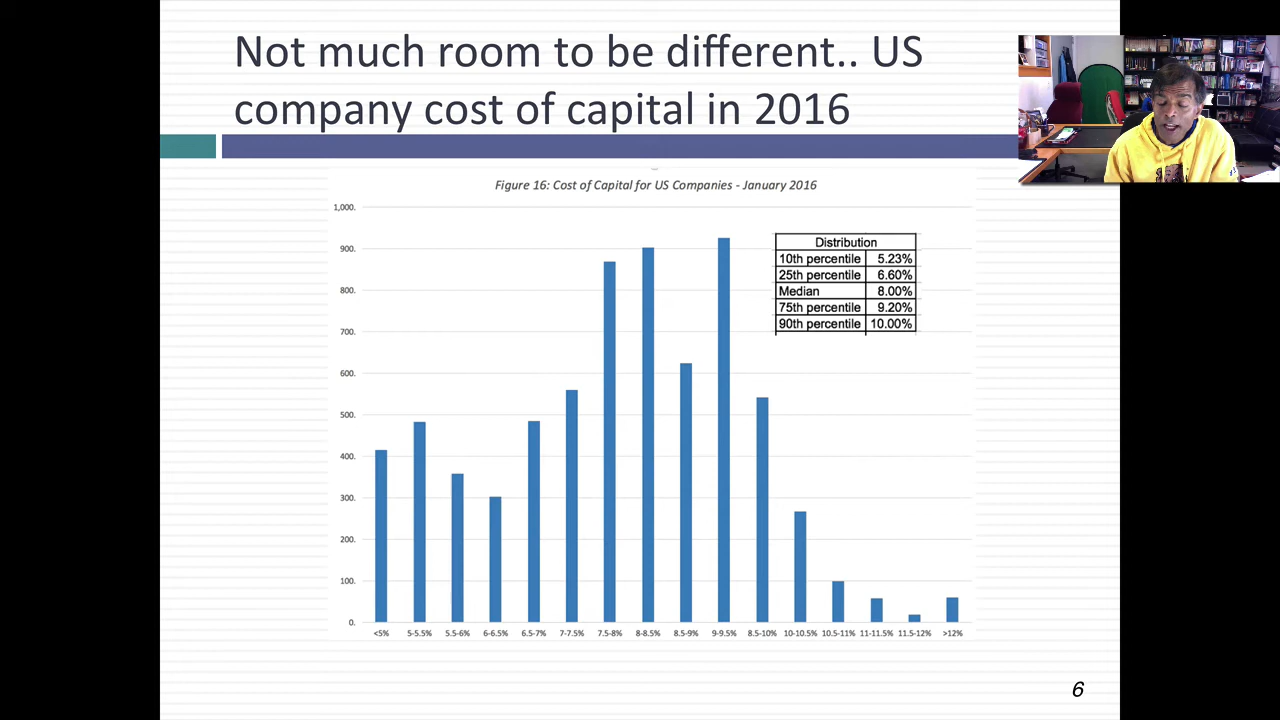 Not much room to be different.. US
company cost of capital in 2016
Figure 16: Cost of Capital for US Companies - January 2016
1,000.
900.
800.
700.
600.
500.
400.
300.
200.
100.
0.
Distribution
10th percentile 5.23%
25th percentile 6.60%
Median 8.00%
75th percentile 9.20%
90th percentile 10.00%
<5% 5-5.5% 5.5-6% 6-6.5% 6.5-7% 7-7.5% 7.5-8% 8-8.5% 8.5-9% 9-9.5% 8.5-10% 10-10.5% 10.5-11% 11-11.5% 11.5-12% >12%
6